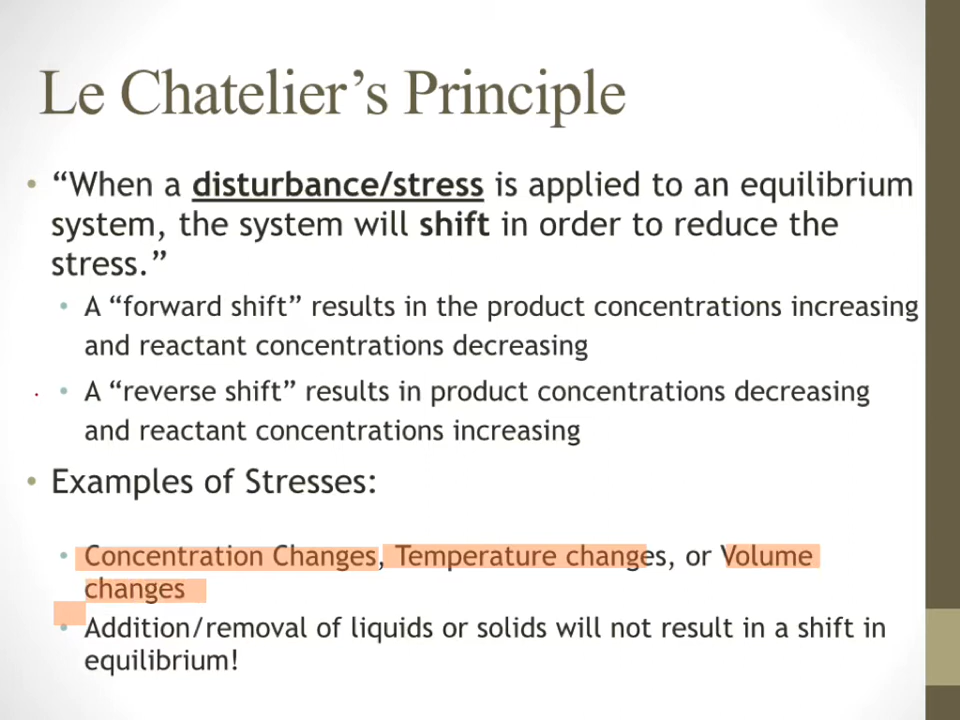 Le Chatelier’s Principle
• “When a disturbance/stress is applied to an equilibrium
system, the system will shift in order to reduce the
stress.”
• A “forward shift” results in the product concentrations increasing
and reactant concentrations decreasing
• A “reverse shift” results in product concentrations decreasing
and reactant concentrations increasing
• Examples of Stresses:
• Concentration Changes, Temperature changes, or Volume
changes
• Addition/removal of liquids or solids will not result in a shift in
equilibrium!